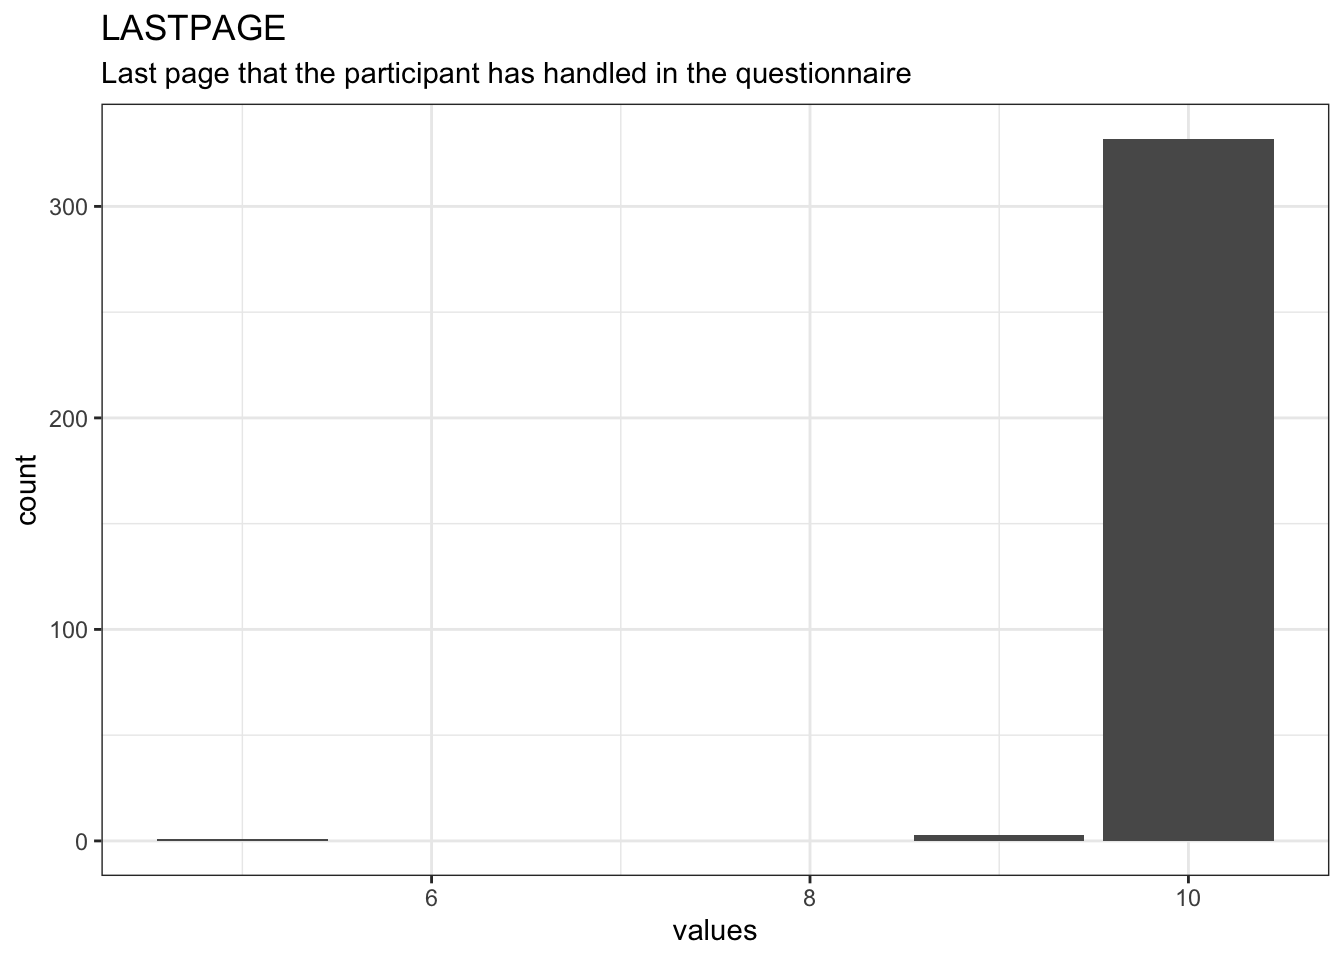 LASTPAGE
Last page that the participant has handled in the questionnaire
300
200
100
0
count
6 8 10
values